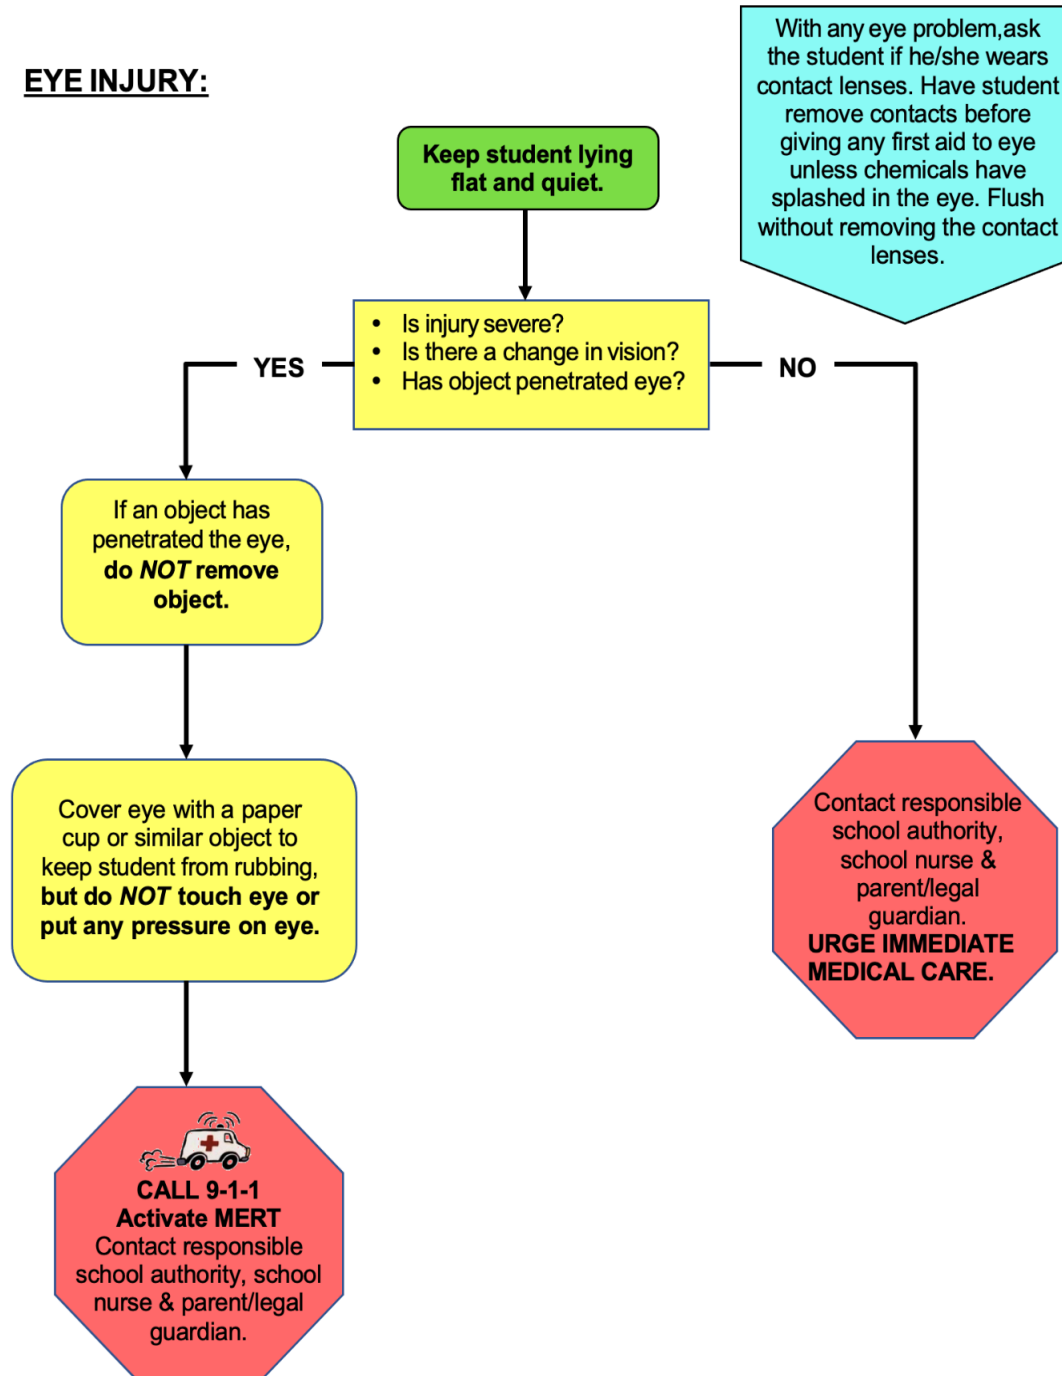 EYE INJURY:
With any eye problem,ask
the student if he/she wears
contact lenses. Have student
remove contacts before
giving any first aid to eye
unless chemicals have
splashed in the eye. Flush
without removing the contact
lenses.
Keep student lying
flat and quiet.
• Is injury severe?
• Is there a change in vision?
• Has object penetrated eye?
YES
NO
If an object has
penetrated the eye,
do NOT remove
object.
Cover eye with a paper
cup or similar object to
keep student from rubbing,
but do NOT touch eye or
put any pressure on eye.
Contact responsible
school authority,
school nurse &
parent/legal
guardian.
URGE IMMEDIATE
MEDICAL CARE.
CALL 9-1-1
Activate MERT
Contact responsible
school authority, school
nurse & parent/legal
guardian.